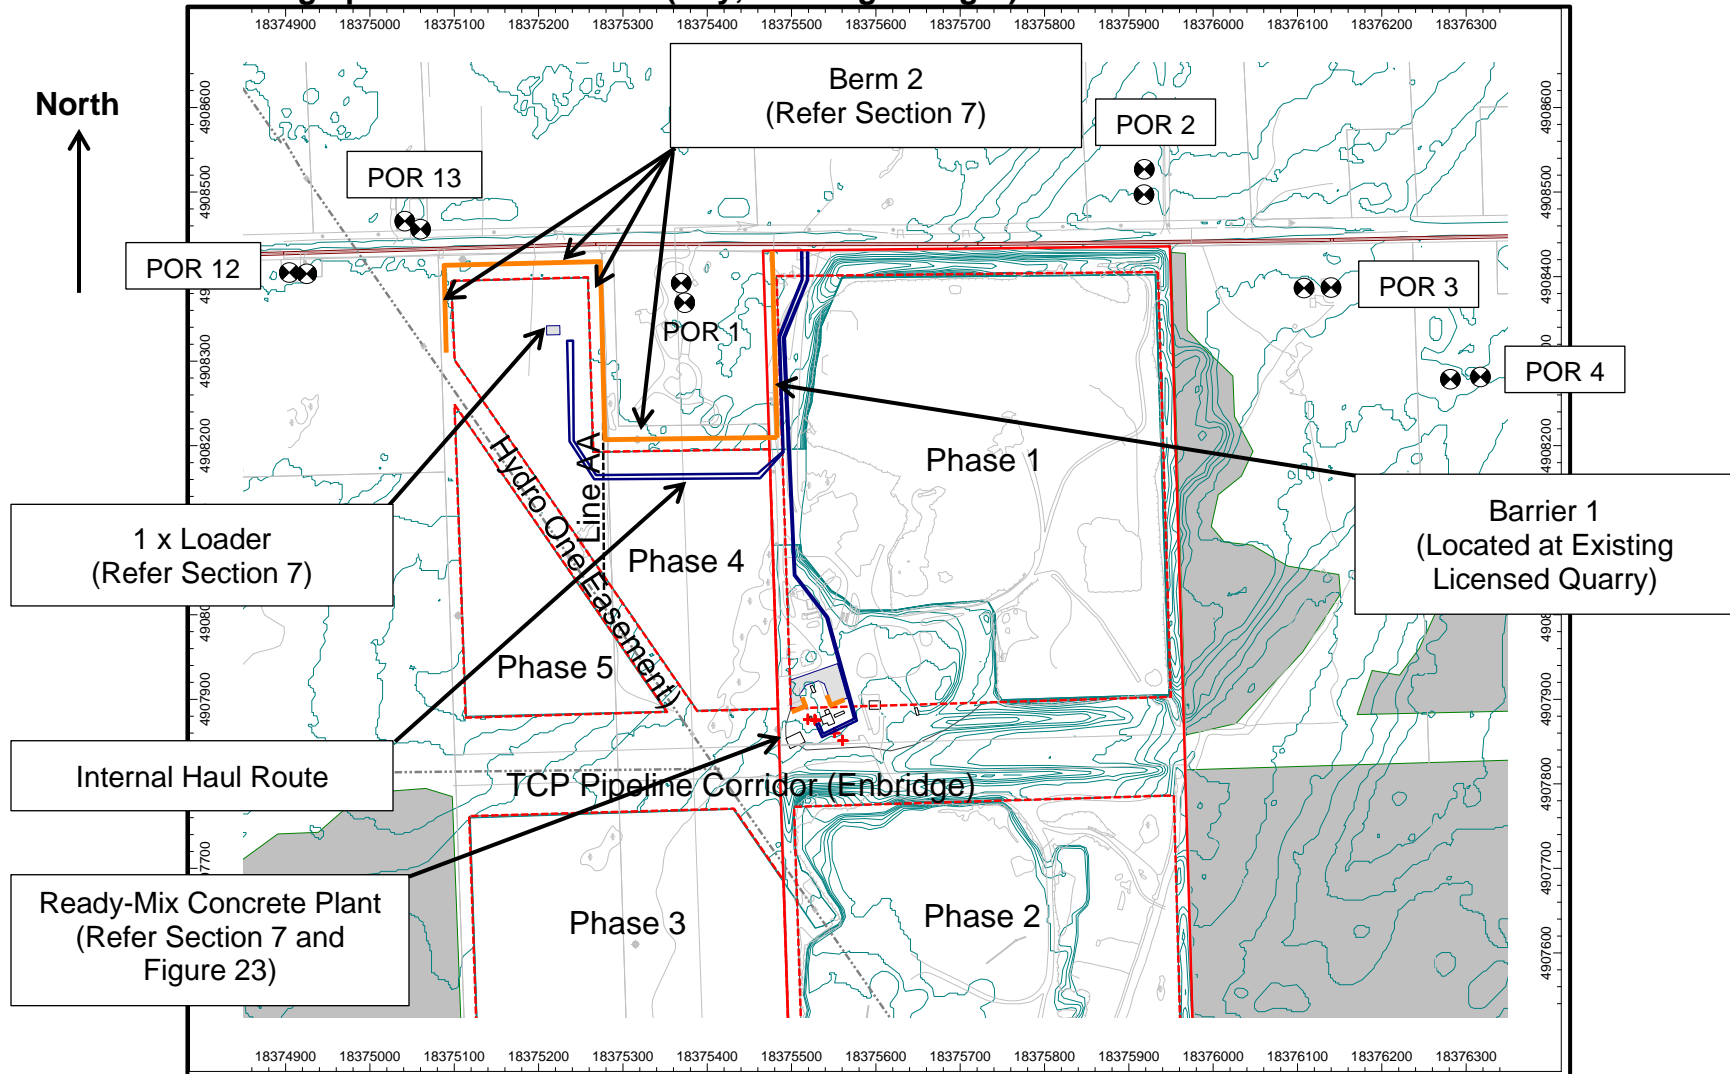 18374900 18375000 18375100 18375200 18375300 18375400 18375500 18375600 18375700 18375800 18375900 18376000 18376100 18376200 18376300
North
Berm 2
(Refer Section 7)
POR 2
POR 13
POR 12
POR 3
POR 1
POR 4
4908600
4908500
4908300
4908200
4907900
4907700
4908600
4908500
4908400
4908200
4907900
4907800
4907700
4907600
Phase 1
Line AA
Hydro One Easement)
Phase 4
1 x Loader
(Refer Section 7)
Barrier 1
(Located at Existing
Licensed Quarry)
Phase 5
Internal Haul Route
TCP Pipeline Corridor (Enbridge)
Ready-Mix Concrete Plant
(Refer Section 7 and
Figure 23)
Phase 3
Phase 2
18374900 18375000 18375100 18375200 18375300 18375400 18375500 18375600 18375700 18375800 18375900 18376000 18376100 18376200 18376300